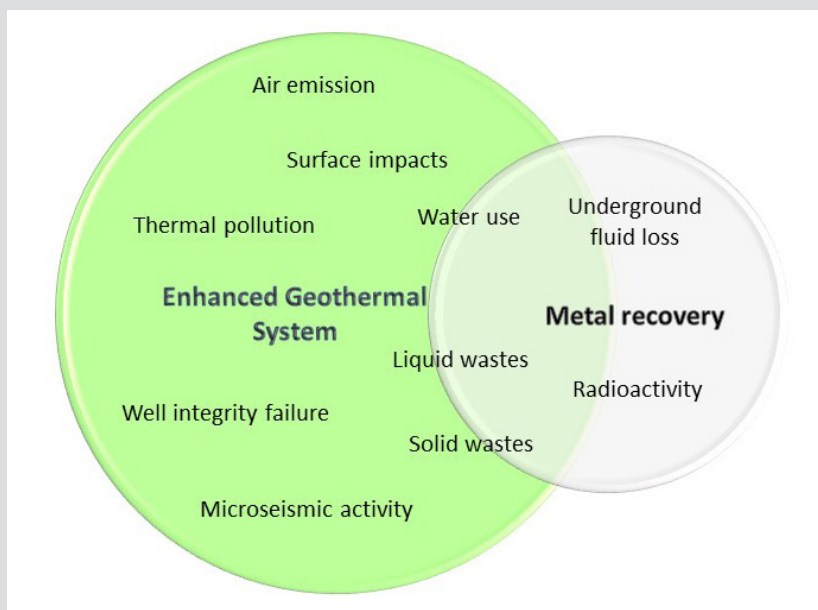 Air emission
Surface impacts
Thermal pollution
Water use
Underground
fluid loss
Enhanced Geothermal
System
Metal recovery
Liquid wastes
Radioactivity
Well integrity failure
Solid wastes
Microseismic activity